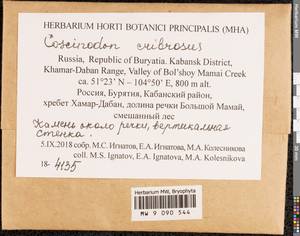 HERBARIUM HORTI BOTANICI PRINCIPALIS (MHA)
Coscinodon cribrosus
Russia, Republic of Buryatia. Kabansk District,
Khamar-Daban Range, Valley of Bol'shoy Mamai Creek
ca. 51°23' N – 104°50' E, 800 m alt.
Россия, Бурятия, Кабанский район,
хребет Хамар-Дабан, долина речки Большой Мамай,
смешанный лес
Камень около речки, вертикальная
стенка.
5.IX.2018 собр. М.С. Игнатов, Е.А. Игнатова, М.А. Колесникова
coll. M.S. Ignatov, E.A. Ignatova, M.A. Kolesnikova
18- 4135
Herbarium MW, Bryophyta
MW 9 090 544